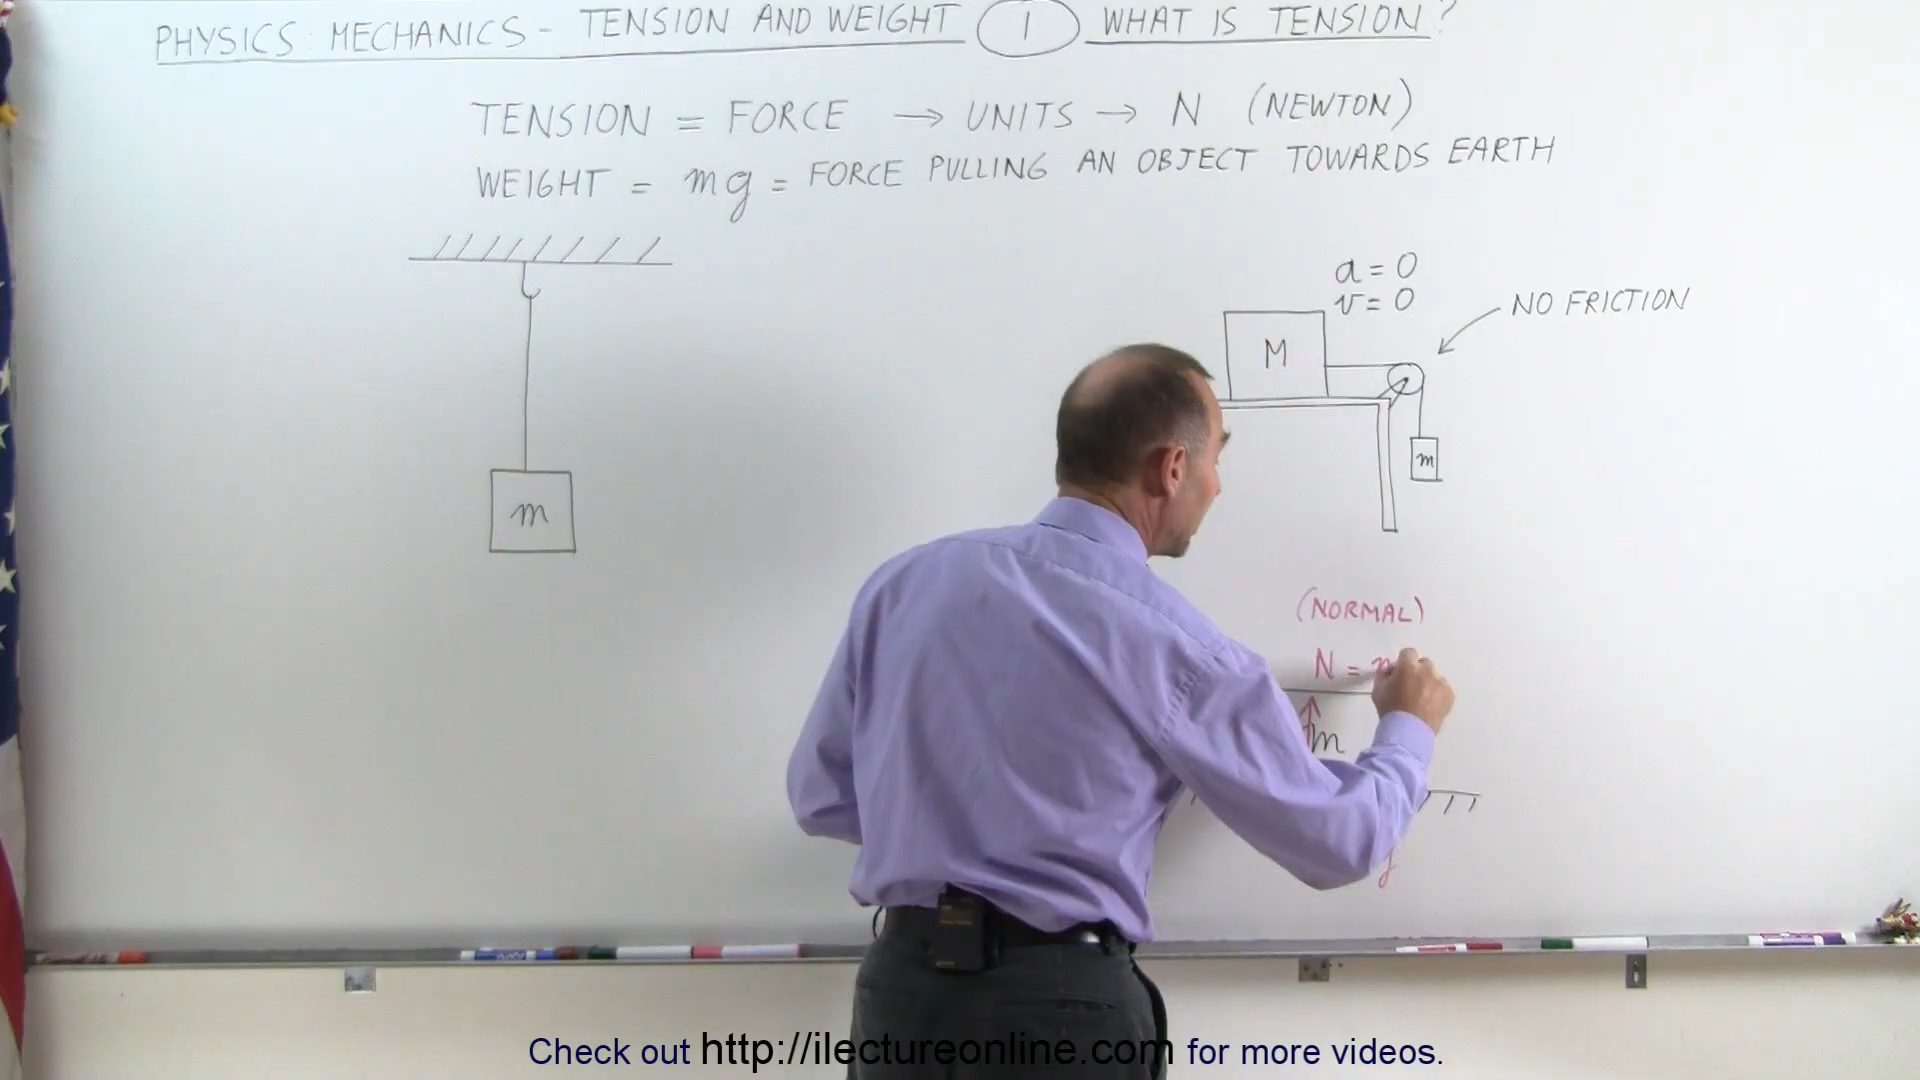 PHYSICS: MECHANICS - TENSION AND WEIGHT 1 WHAT IS TENSION?
TENSION = FORCE → UNITS → N (NEWTON)
WEIGHT = mg = FORCE PULLING AN OBJECT TOWARDS EARTH
m
a = 0
v = 0
NO FRICTION
M
m
(NORMAL)
N =
m
g
Check out http://ilectureonline.com for more videos.